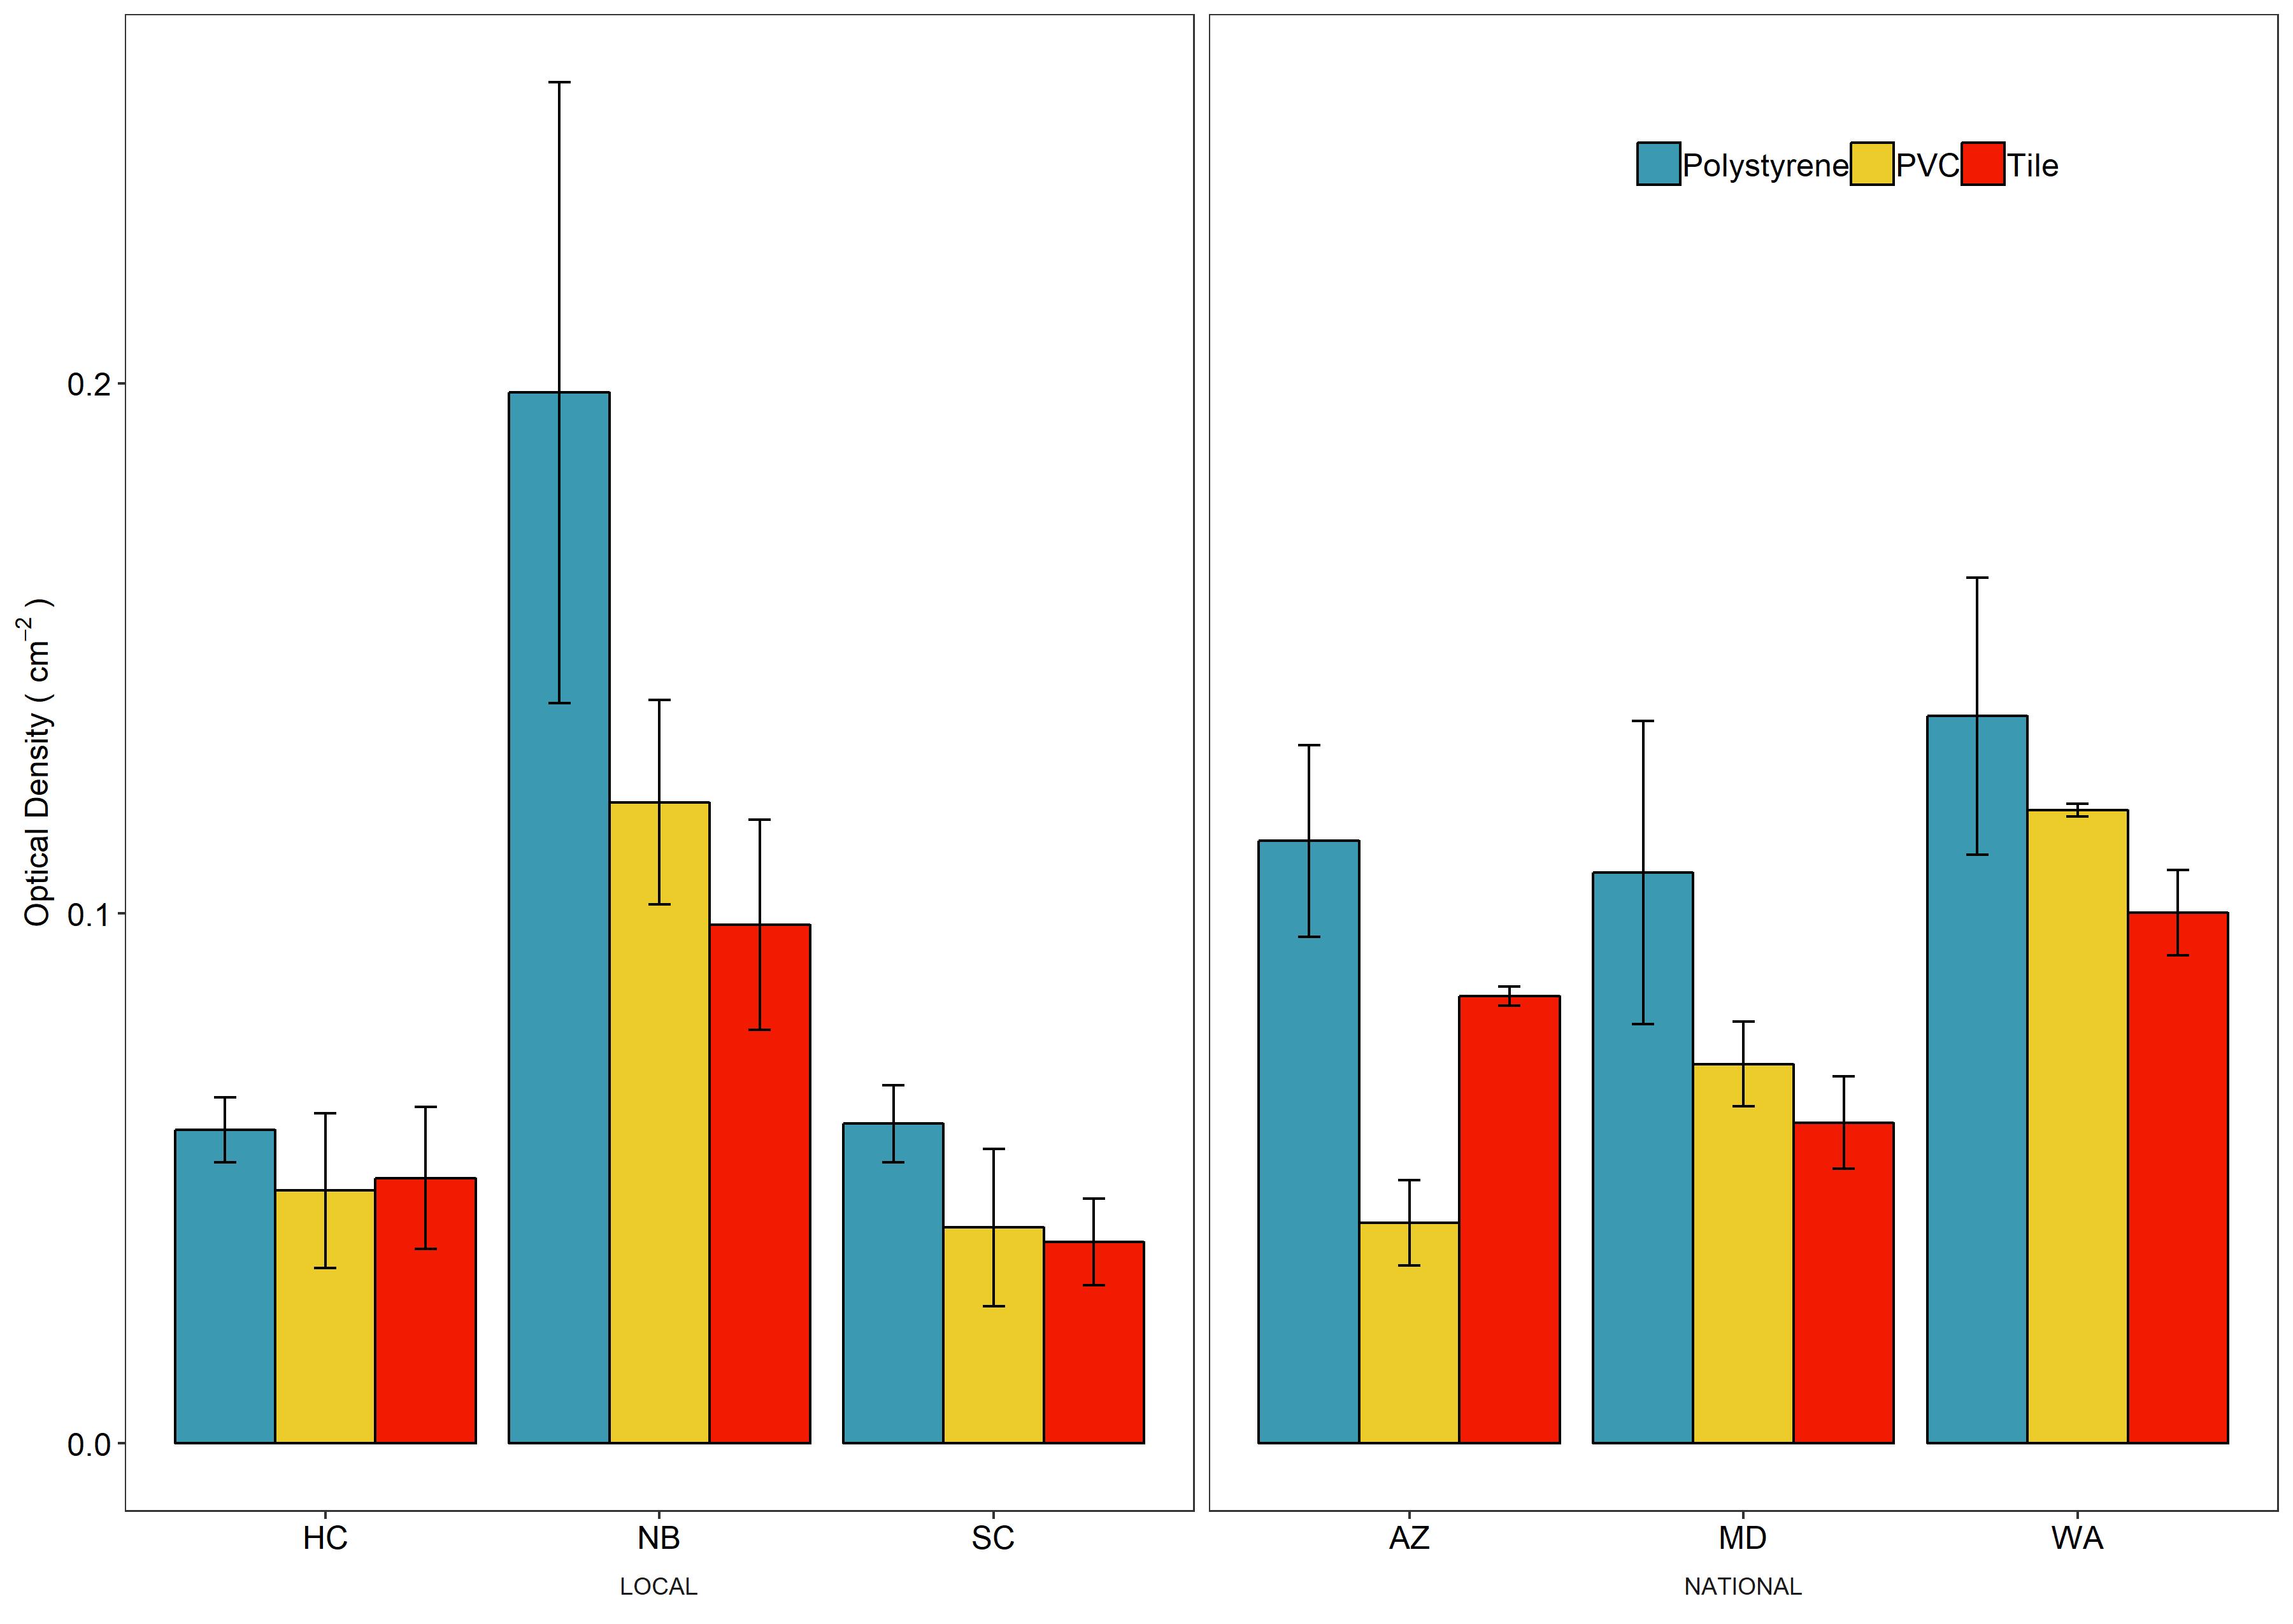 Polystyrene PVC Tile
0.2
0.1
0.0
Optical Density ( cm⁻² )
HC NB SC AZ MD WA
LOCAL NATIONAL